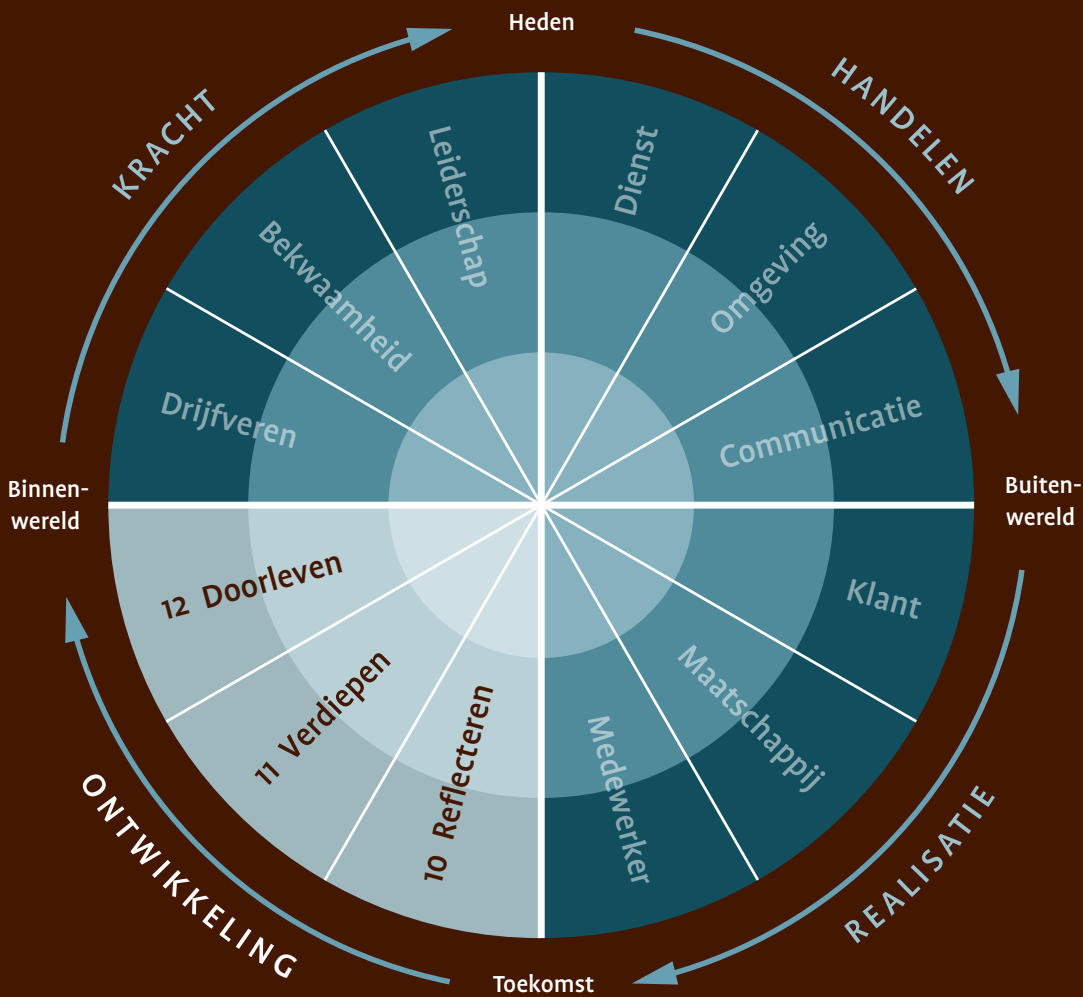 Heden
KRACHT
HANDELEN
Leiderschap
Dienst
Bekwaamheid
Omgeving
Drijfveren
Communicatie
Binnen-
wereld
Buiten-
wereld
12 Doorleven
Klant
11 Verdiepen
Maatschappij
10 Reflecteren
Medewerker
ONTWIKKELING
REALISATIE
Toekomst